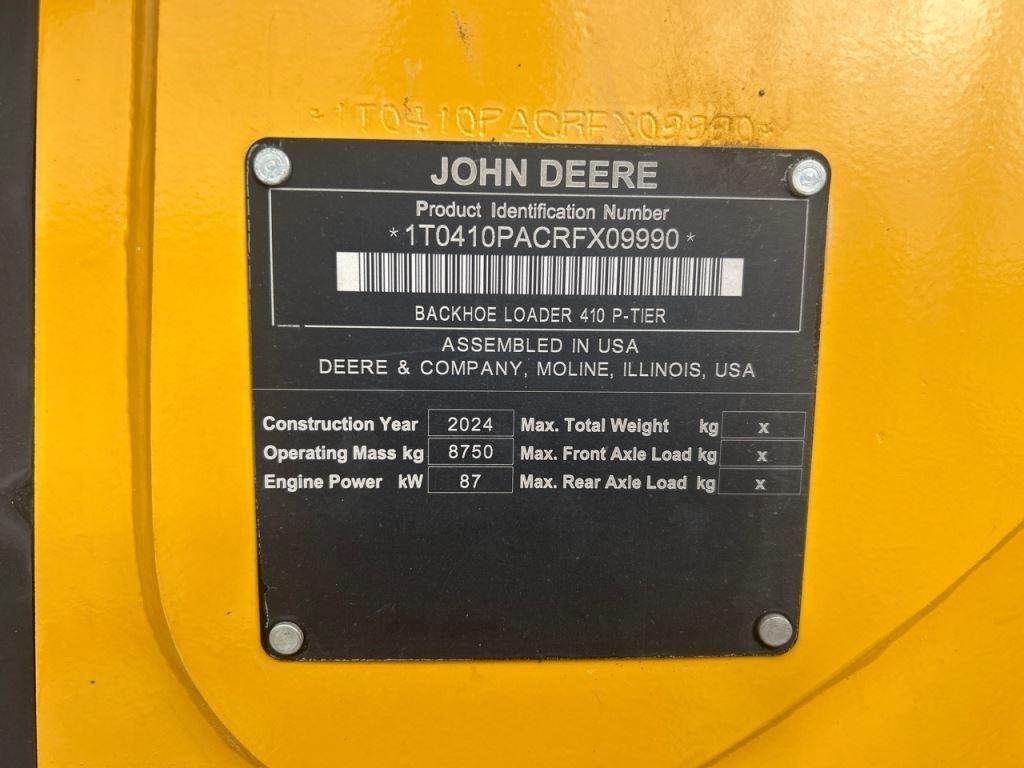 *1T0410PACRFX09990*
JOHN DEERE
Product Identification Number
*1T0410PACRFX09990*
BACKHOE LOADER 410 P-TIER
ASSEMBLED IN USA
DEERE & COMPANY, MOLINE, ILLINOIS, USA
Construction Year 2024 Max. Total Weight kg x
Operating Mass kg 8750 Max. Front Axle Load kg x
Engine Power kW 87 Max. Rear Axle Load kg x